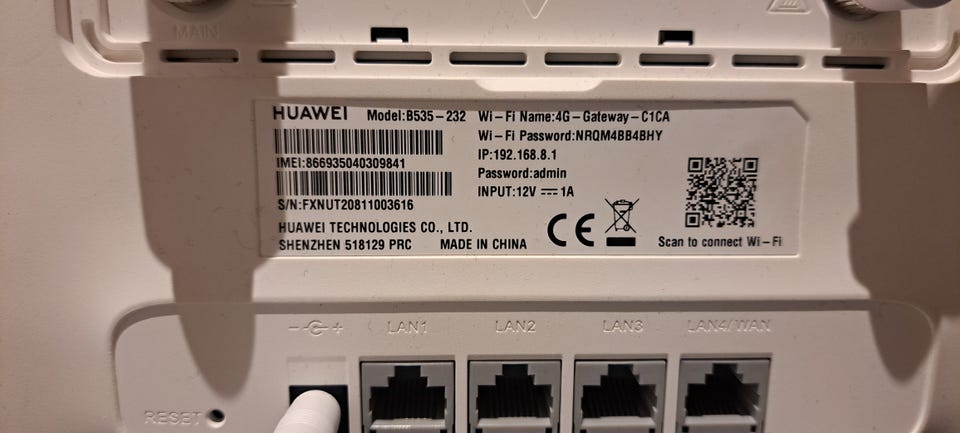 MAIN
HUAWEI Model:B535-232
IMEI:866935040309841
S/N:FXNUT20811003616
HUAWEI TECHNOLOGIES CO., LTD.
SHENZHEN 518129 PRC MADE IN CHINA
Wi-Fi Name:4G-Gateway-C1CA
Wi-Fi Password:NRQM4BB4BHY
IP:192.168.8.1
Password:admin
INPUT:12V ⎓ 1A
CE
Scan to connect Wi-Fi
LAN1 LAN2 LAN3 LAN4/WAN
RESET